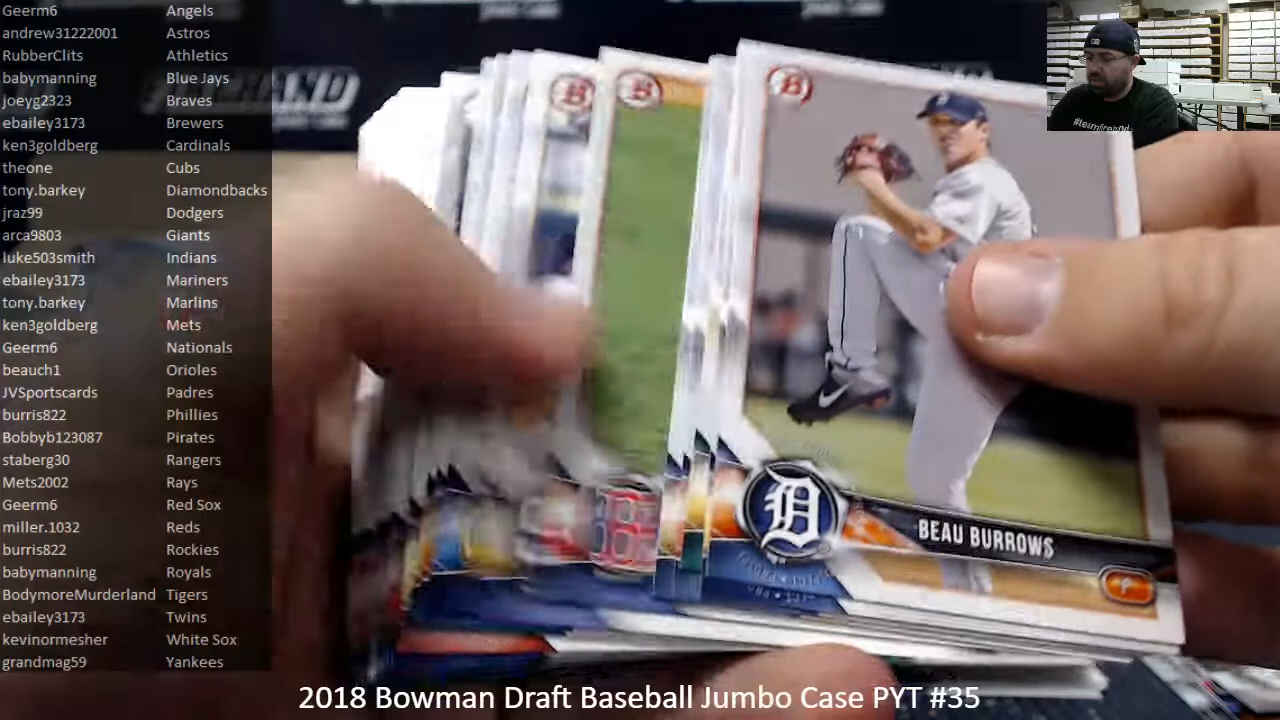 Geerm6 Angels
andrew31222001 Astros
RubberClits Athletics
babymanning Blue Jays
joeyg2323 Braves
ebailey3173 Brewers
ken3goldberg Cardinals
theone Cubs
tony.barkey Diamondbacks
jraz99 Dodgers
arca9803 Giants
luke503smith Indians
ebailey3173 Mariners
tony.barkey Marlins
ken3goldberg Mets
Geerm6 Nationals
beauch1 Orioles
JVSportscards Padres
burris822 Phillies
Bobbyb123087 Pirates
staberg30 Rangers
Mets2002 Rays
Geerm6 Red Sox
miller.1032 Reds
burris822 Rockies
babymanning Royals
BodymoreMurderland Tigers
ebailey3173 Twins
kevinormesher White Sox
grandmag59 Yankees
B
B
B
D
BEAU BURROWS
P
2018 Bowman Draft Baseball Jumbo Case PYT #35